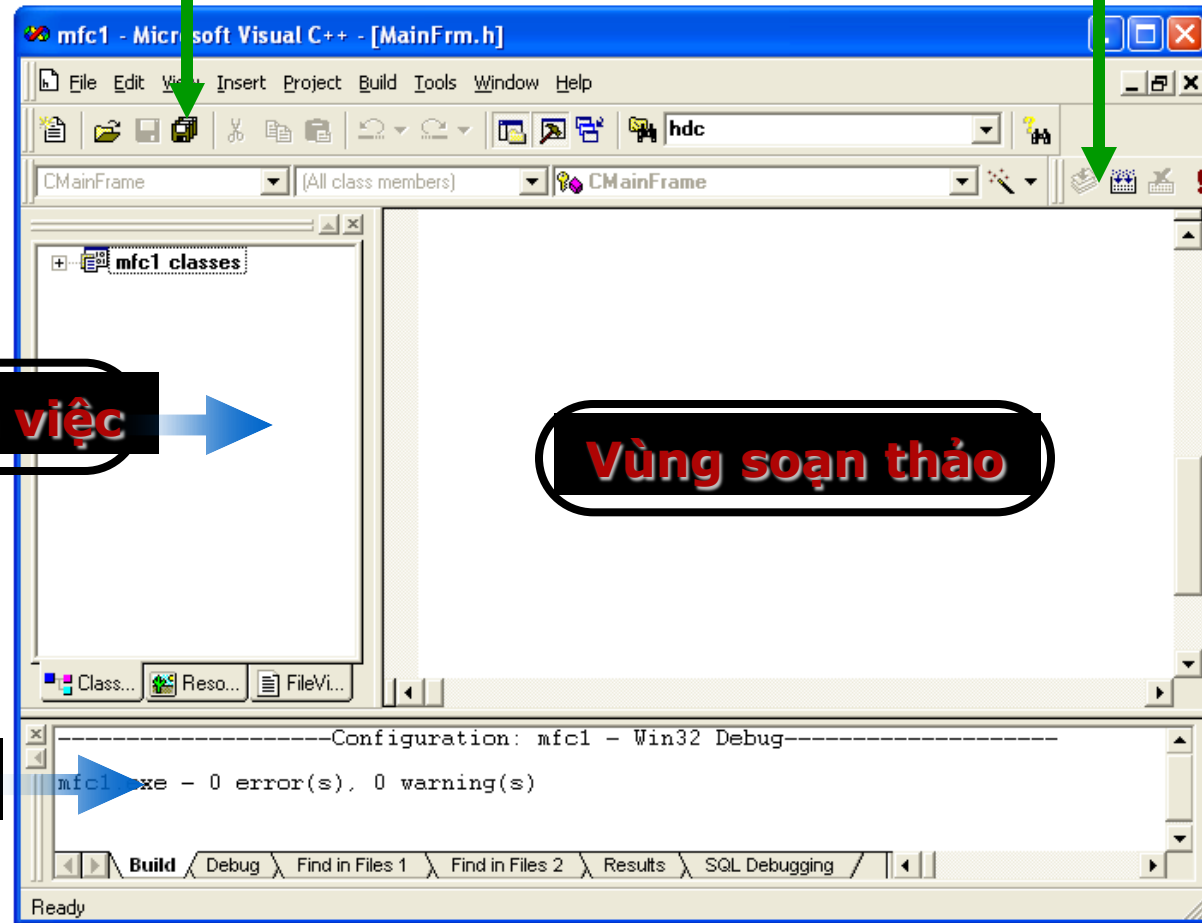 mfc1 - Microsoft Visual C++ - [MainFrm.h]
File Edit View Insert Project Build Tools Window Help
hdc
CMainFrame (All class members) CMainFrame
mfc1 classes
việc
Vùng soạn thảo
Class... Reso... FileVi...
--------------------Configuration: mfc1 - Win32 Debug--------------------
mfc1.exe - 0 error(s), 0 warning(s)
Build Debug Find in Files 1 Find in Files 2 Results SQL Debugging
Ready